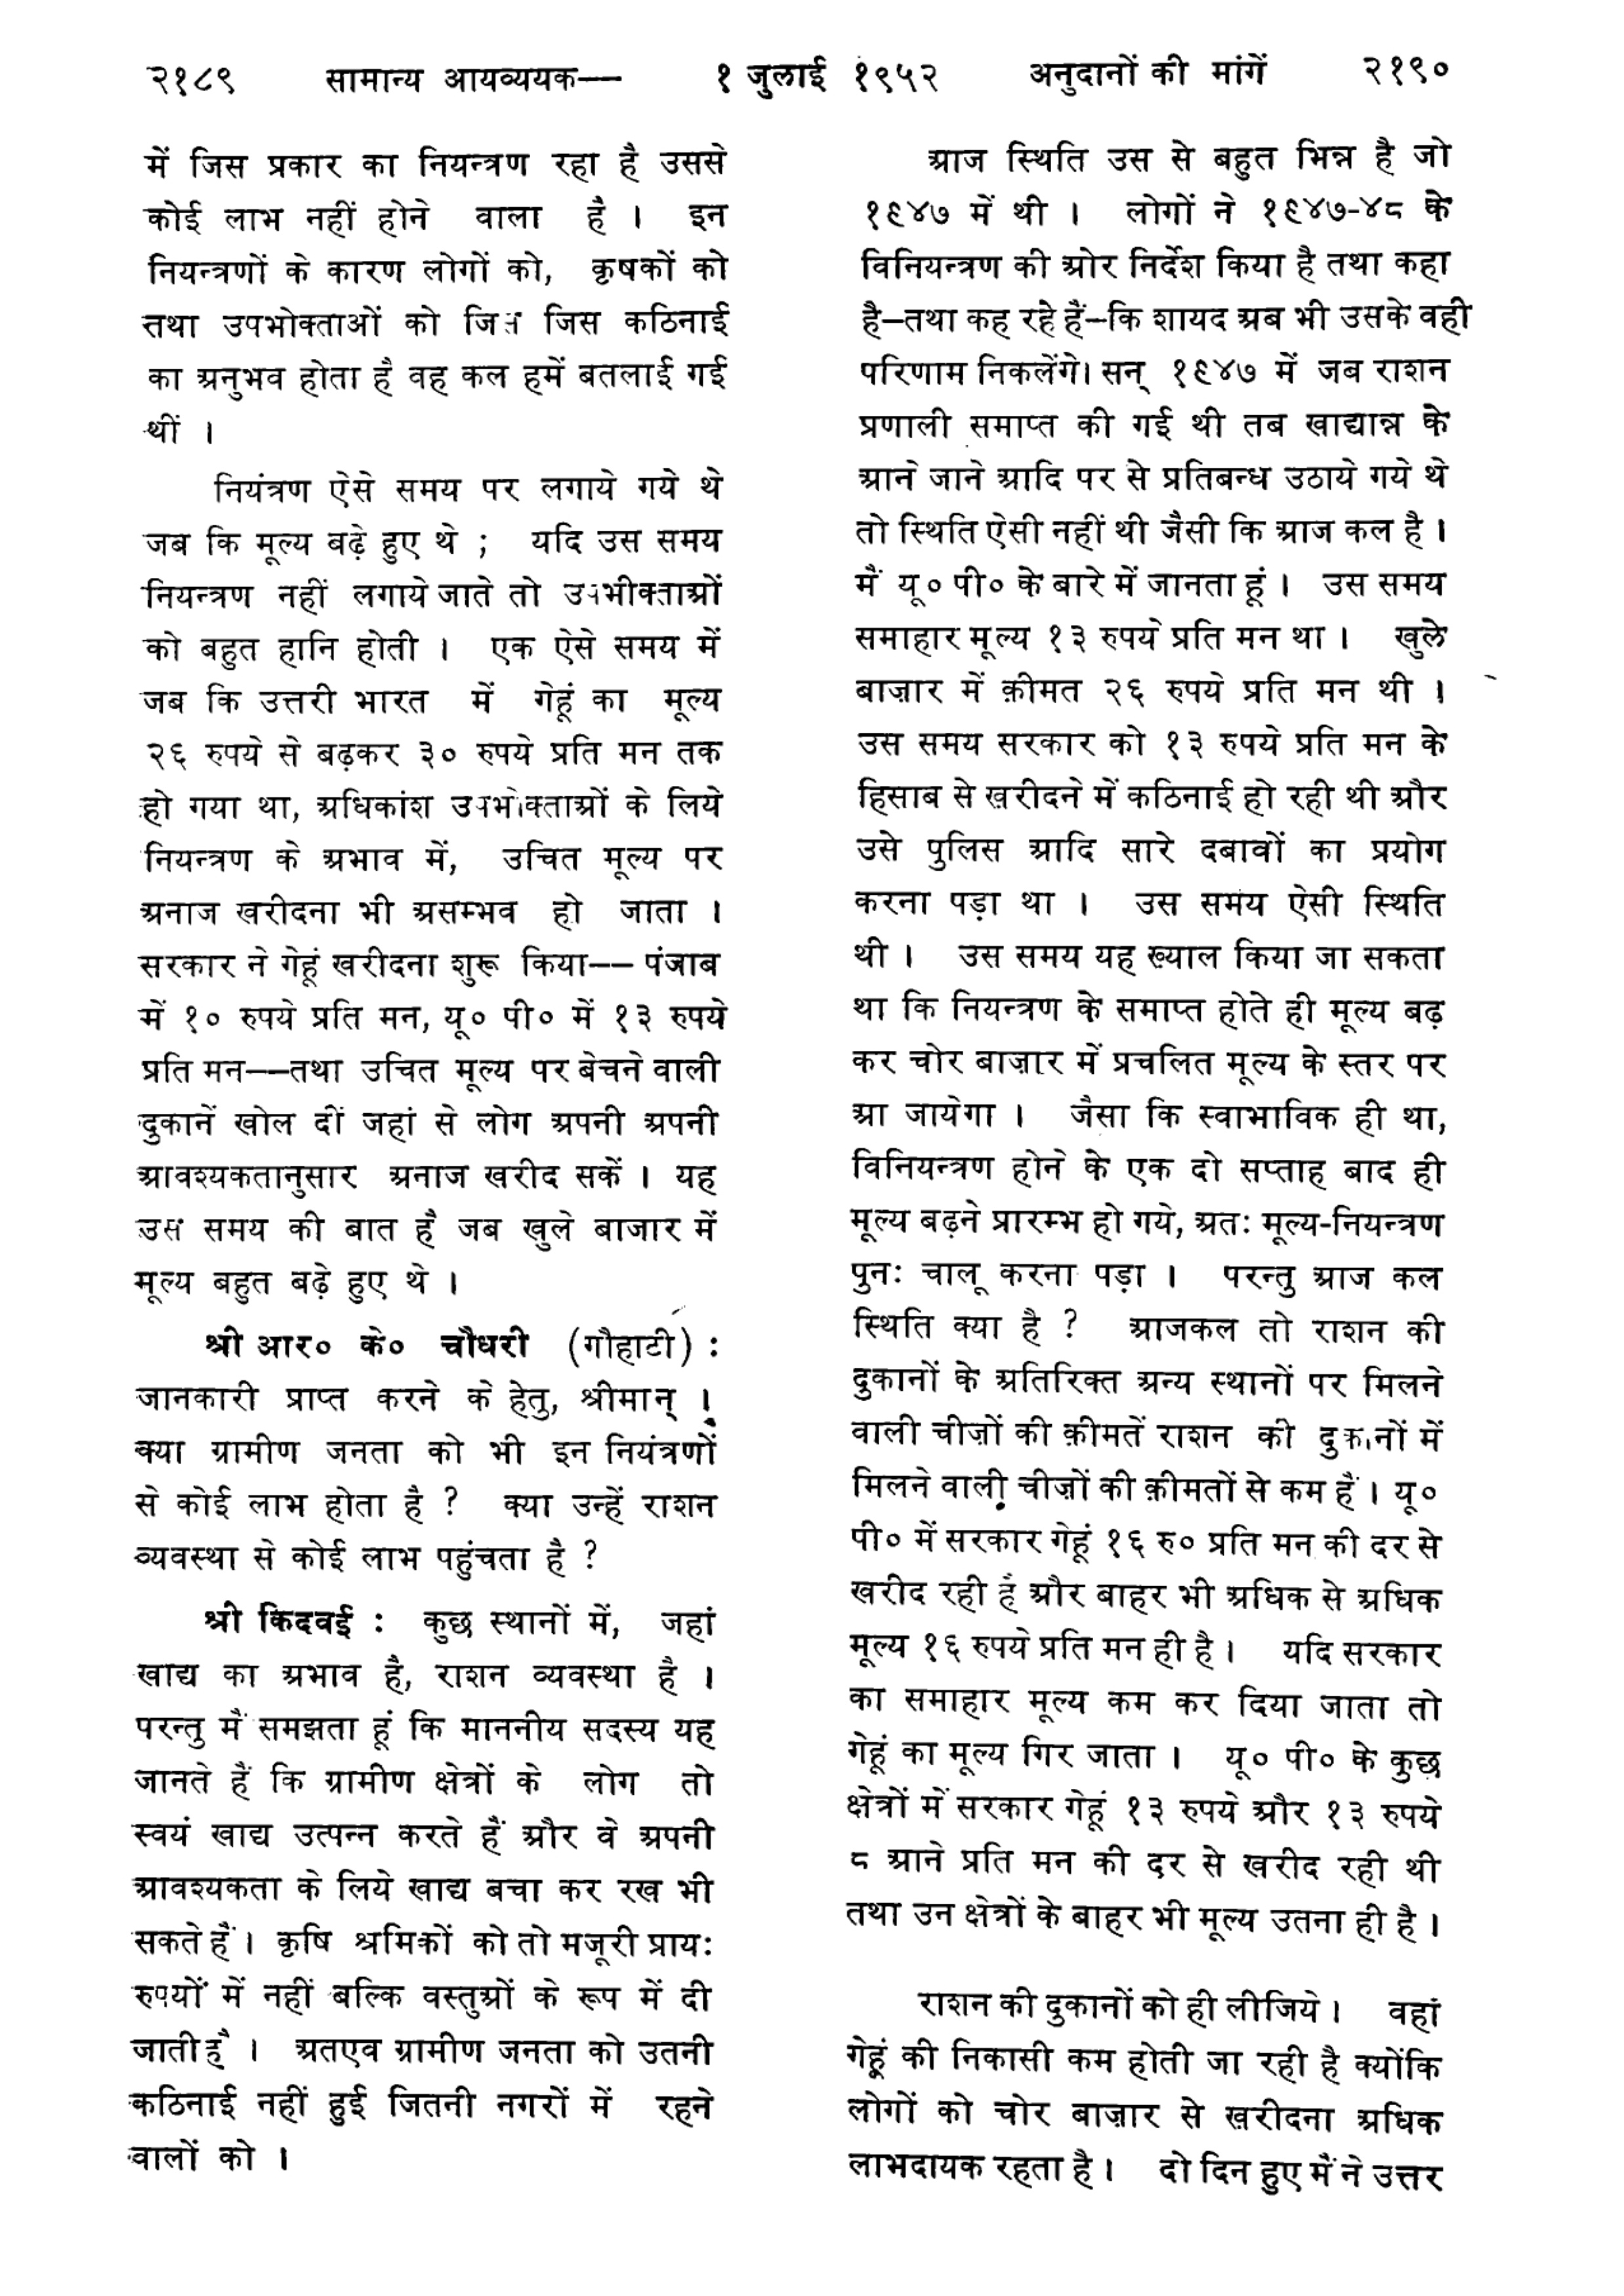 २१८९ सामान्य आयव्ययक— १ जुलाई १९५२ अनुदानों की मांगें २१९०
में जिस प्रकार का नियन्त्रण रहा है उससे
कोई लाभ नहीं होने वाला है । इन
नियन्त्रणों के कारण लोगों को, कृषकों को
तथा उपभोक्ताओं को जिस जिस कठिनाई
का अनुभव होता है वह कल हमें बतलाई गई
थीं ।
नियंत्रण ऐसे समय पर लगाये गये थे
जब कि मूल्य बढ़े हुए थे ; यदि उस समय
नियन्त्रण नहीं लगाये जाते तो उपभीक्ताओं
को बहुत हानि होती । एक ऐसे समय में
जब कि उत्तरी भारत में गेहूं का मूल्य
२६ रुपये से बढ़कर ३० रुपये प्रति मन तक
हो गया था, अधिकांश उपभोक्ताओं के लिये
नियन्त्रण के अभाव में, उचित मूल्य पर
अनाज खरीदना भी असम्भव हो जाता ।
सरकार ने गेहूं खरीदना शुरू किया—— पंजाब
में १० रुपये प्रति मन, यू० पी० में १३ रुपये
प्रति मन——तथा उचित मूल्य पर बेचने वाली
दुकानें खोल दीं जहां से लोग अपनी अपनी
आवश्यकतानुसार अनाज खरीद सकें । यह
उस समय की बात है जब खुले बाजार में
मूल्य बहुत बढ़े हुए थे ।
श्री आर० के० चौधरी (गौहाटी) :
जानकारी प्राप्त करने के हेतु, श्रीमान् !
क्या ग्रामीण जनता को भी इन नियंत्रणों
से कोई लाभ होता है ? क्या उन्हें राशन
व्यवस्था से कोई लाभ पहुंचता है ?
श्री किदवई : कुछ स्थानों में, जहां
खाद्य का अभाव है, राशन व्यवस्था है ।
परन्तु मैं समझता हूं कि माननीय सदस्य यह
जानते हैं कि ग्रामीण क्षेत्रों के लोग तो
स्वयं खाद्य उत्पन्न करते हैं और वे अपनी
आवश्यकता के लिये खाद्य बचा कर रख भी
सकते हैं । कृषि श्रमिकों को तो मजूरी प्रायः
रुपयों में नहीं बल्कि वस्तुओं के रूप में दी
जाती है । अतएव ग्रामीण जनता को उतनी
कठिनाई नहीं हुई जितनी नगरों में रहने
वालों को ।
आज स्थिति उस से बहुत भिन्न है जो
१९४७ में थी । लोगों ने १९४७-४८ के
विनियन्त्रण की ओर निर्देश किया है तथा कहा
है—तथा कह रहे हैं—कि शायद अब भी उसके वही
परिणाम निकलेंगे। सन् १९४७ में जब राशन
प्रणाली समाप्त की गई थी तब खाद्यान्न के
आने जाने आदि पर से प्रतिबन्ध उठाये गये थे
तो स्थिति ऐसी नहीं थी जैसी कि आज कल है ।
मैं यू० पी० के बारे में जानता हूं । उस समय
समाहार मूल्य १३ रुपये प्रति मन था । खुले
बाज़ार में क़ीमत २६ रुपये प्रति मन थी ।
उस समय सरकार को १३ रुपये प्रति मन के
हिसाब से ख़रीदने में कठिनाई हो रही थी और
उसे पुलिस आदि सारे दबावों का प्रयोग
करना पड़ा था । उस समय ऐसी स्थिति
थी । उस समय यह ख्याल किया जा सकता
था कि नियन्त्रण के समाप्त होते ही मूल्य बढ़
कर चोर बाज़ार में प्रचलित मूल्य के स्तर पर
आ जायेगा । जैसा कि स्वाभाविक ही था,
विनियन्त्रण होने के एक दो सप्ताह बाद ही
मूल्य बढ़ने प्रारम्भ हो गये, अतः मूल्य-नियन्त्रण
पुनः चालू करना पड़ा । परन्तु आज कल
स्थिति क्या है ? आजकल तो राशन की
दुकानों के अतिरिक्त अन्य स्थानों पर मिलने
वाली चीज़ों की क़ीमतें राशन की दुकानों में
मिलने वाली चीज़ों की क़ीमतों से कम हैं । यू०
पी० में सरकार गेहूं १६ रु० प्रति मन की दर से
खरीद रही है और बाहर भी अधिक से अधिक
मूल्य १६ रुपये प्रति मन ही है । यदि सरकार
का समाहार मूल्य कम कर दिया जाता तो
गेहूं का मूल्य गिर जाता । यू० पी० के कुछ
क्षेत्रों में सरकार गेहूं १३ रुपये और १३ रुपये
८ आने प्रति मन की दर से खरीद रही थी
तथा उन क्षेत्रों के बाहर भी मूल्य उतना ही है ।
राशन की दुकानों को ही लीजिये । वहां
गेहूं की निकासी कम होती जा रही है क्योंकि
लोगों को चोर बाज़ार से ख़रीदना अधिक
लाभदायक रहता है । दो दिन हुए मैं ने उत्तर